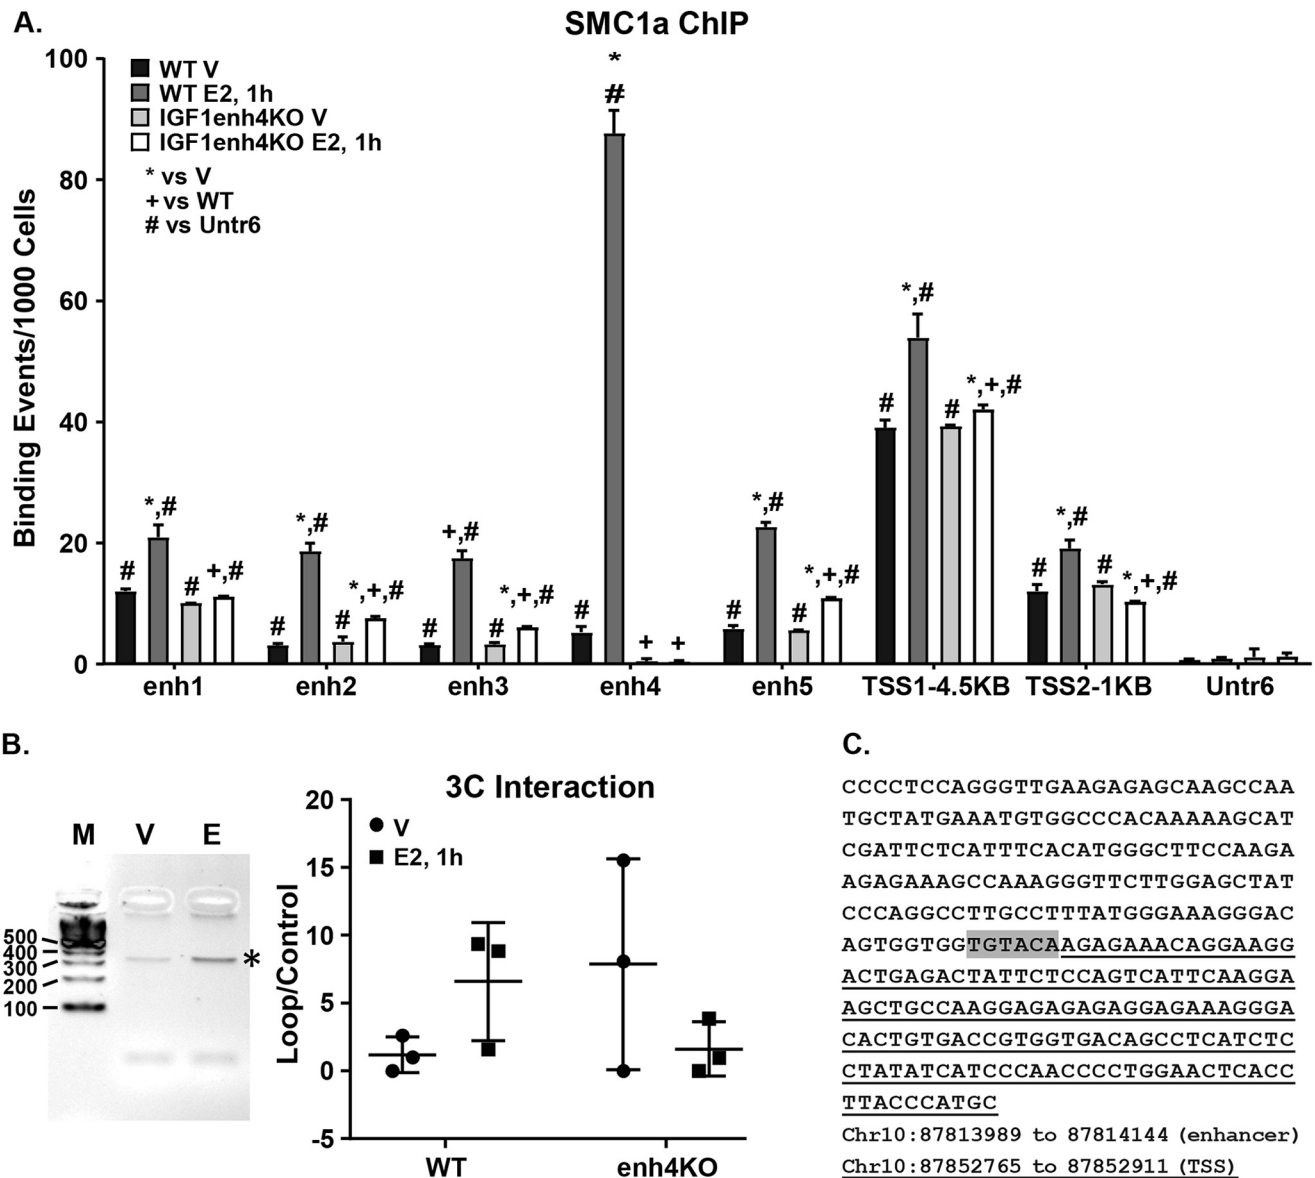 A.
SMC1a ChIP
Binding Events/1000 Cells
100
80
60
40
20
0
WT V
WT E2, 1h
IGF1enh4KO V
IGF1enh4KO E2, 1h
* vs V
+ vs WT
# vs Untr6
#
*,#
#
+,#
#
*,#
#
*,+,#
#
+,#
#
*,+,#
#
*
#
+
+
#
*,#
#
*,+,#
#
*,#
#
*,+,#
#
*,#
#
*,+,#
enh1 enh2 enh3 enh4 enh5 TSS1-4.5KB TSS2-1KB Untr6
B.
M V E
500
400
300
200
100
*
3C Interaction
Loop/Control
20
15
10
5
0
-5
V
E2, 1h
WT enh4KO
C.
CCCCTCCAGGGTTGAAGAGAGCAAGCCAA
TGCTATGAAATGTGGCCCACAAAAAGCAT
CGATTCTCATTTCACATGGGCTTCCAAGA
AGAGAAAGCCAAAGGGTTCTTGGAGCTAT
CCCAGGCCTTGCCTTTATGGGAAAGGGAC
AGTGGTGGTGTACAAGAGAAACAGGAAGG
ACTGAGACTATTCTCCAGTCATTCAAGGA
AGCTGCCAAGGAGAGAGAGGAGAAAGGGA
CACTGTGACCGTGGTGACAGCCTCATCTC
CTATATCATCCCAACCCCTGGAACTCACC
TTACCCATGC
Chr10:87813989 to 87814144 (enhancer)
Chr10:87852765 to 87852911 (TSS)